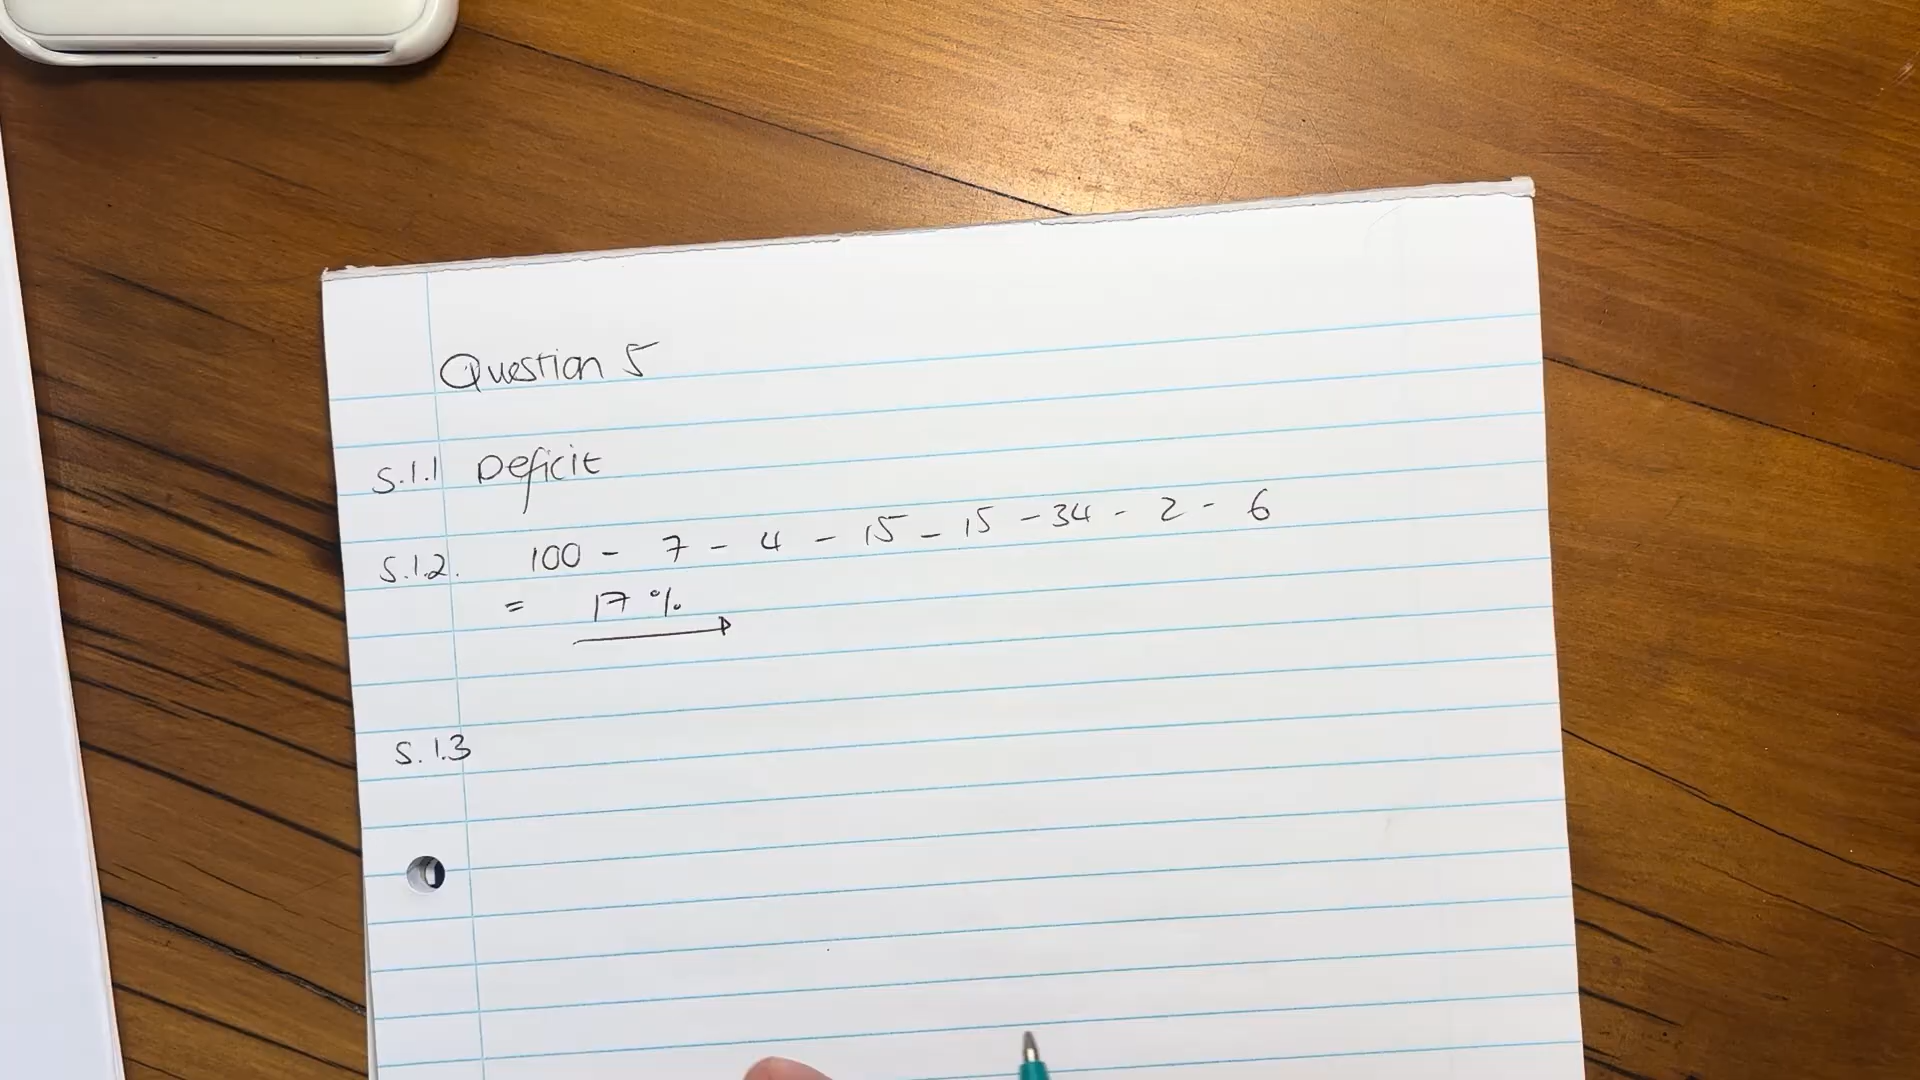 Question 5
5.1.1 Deficit
5.1.2. 100 - 7 - 4 - 15 - 15 - 34 - 2 - 6
= 17%
5.1.3